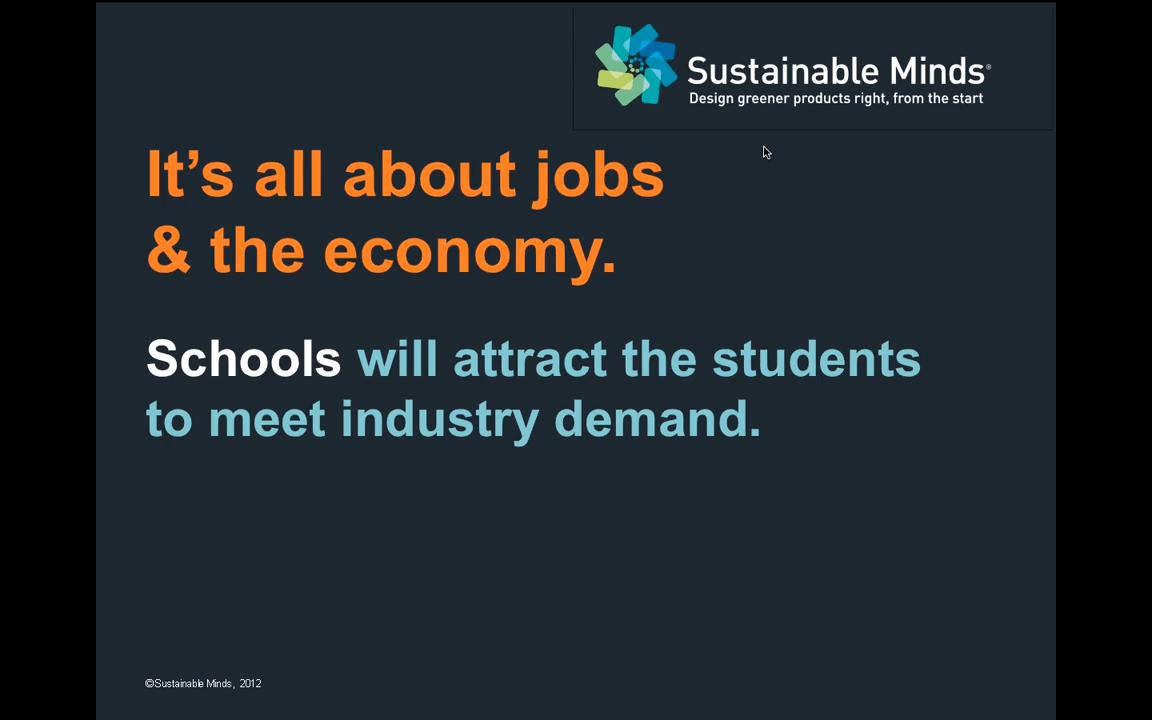 Sustainable Minds®
Design greener products right, from the start
It's all about jobs
& the economy.
Schools will attract the students
to meet industry demand.
©Sustainable Minds, 2012